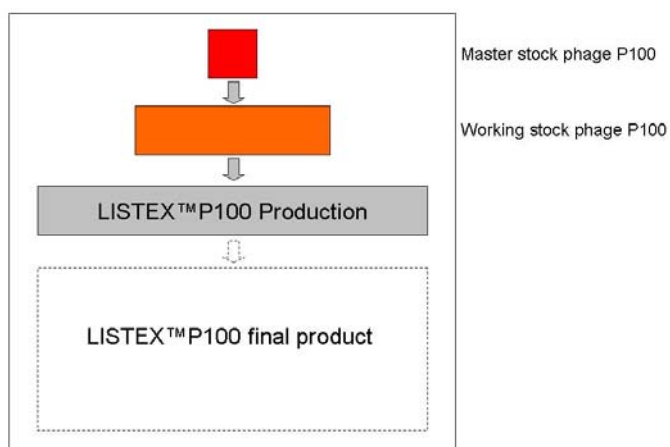 Master stock phage P100
Working stock phage P100
LISTEX™P100 Production
LISTEX™P100 final product